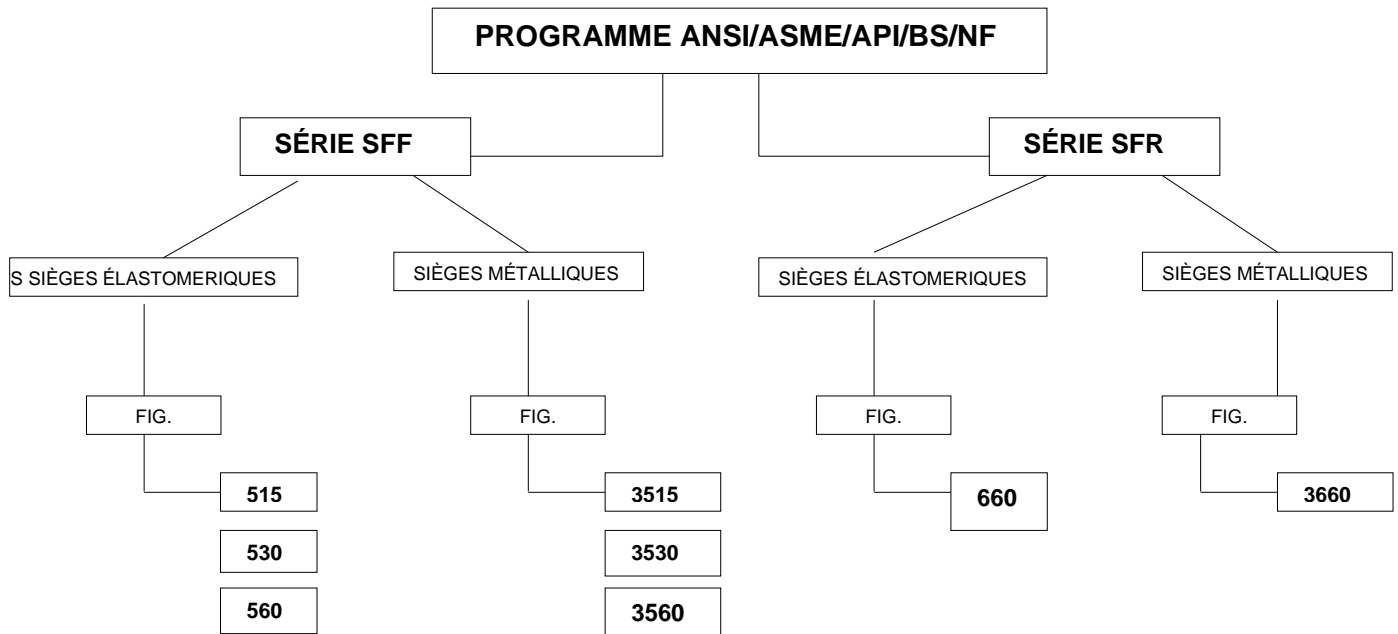 PROGRAMME ANSI/ASME/API/BS/NF
SÉRIE SFF
SÉRIE SFR
S SIÈGES ÉLASTOMERIQUES
SIÈGES MÉTALLIQUES
SIÈGES ÉLASTOMERIQUES
SIÈGES MÉTALLIQUES
FIG.
FIG.
FIG.
FIG.
515
3515
660
3660
530
3530
560
3560